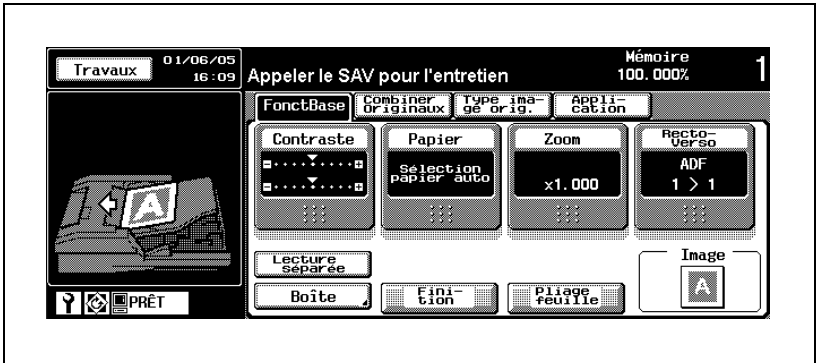 Travaux
01/06/05
16:09
Appeler le SAV pour l'entretien
Mémoire
100.000%
1
FonctBase
Combiner
Originaux
Type ima-
ge orig.
Appli-
cation
Contraste
Papier
Sélection
papier auto
Zoom
x1.000
Recto-
Verso
ADF
1 > 1
A
Lecture
séparée
Boîte
Fini-
tion
Pliage
feuille
Image
A
PRÊT